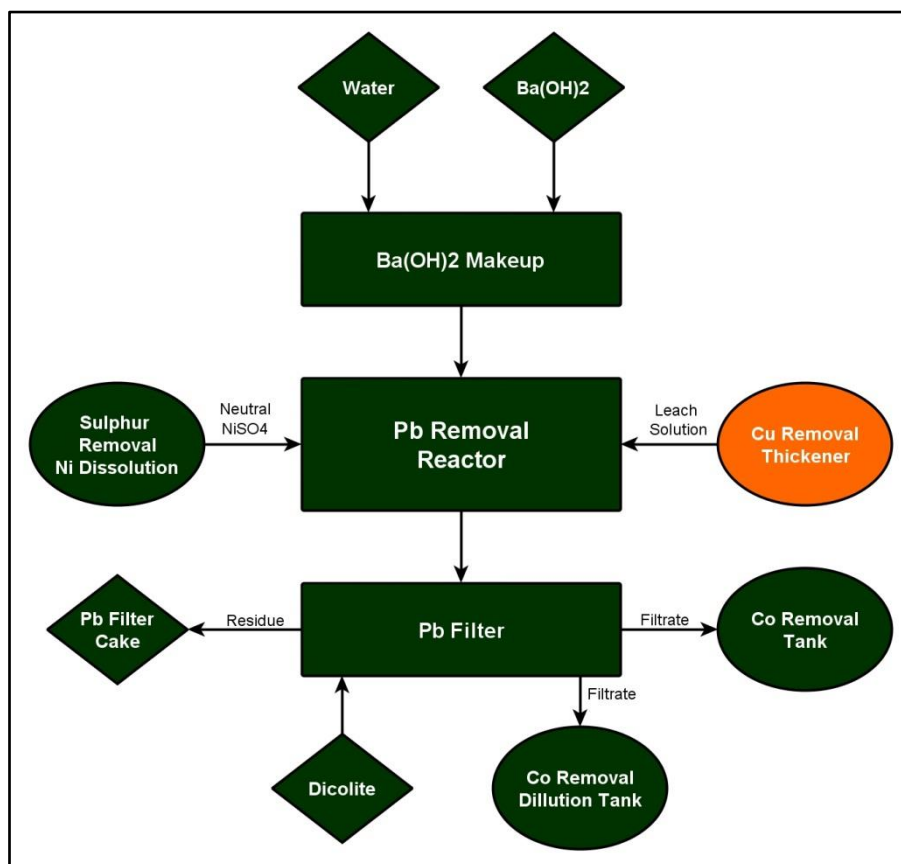 Water
Ba(OH)2
Ba(OH)2 Makeup
Sulphur
Removal
Ni Dissolution
Neutral
NiSO4
Pb Removal
Reactor
Leach
Solution
Cu Removal
Thickener
Pb Filter
Cake
Residue
Pb Filter
Filtrate
Co Removal
Tank
Filtrate
Dicolite
Co Removal
Dillution Tank